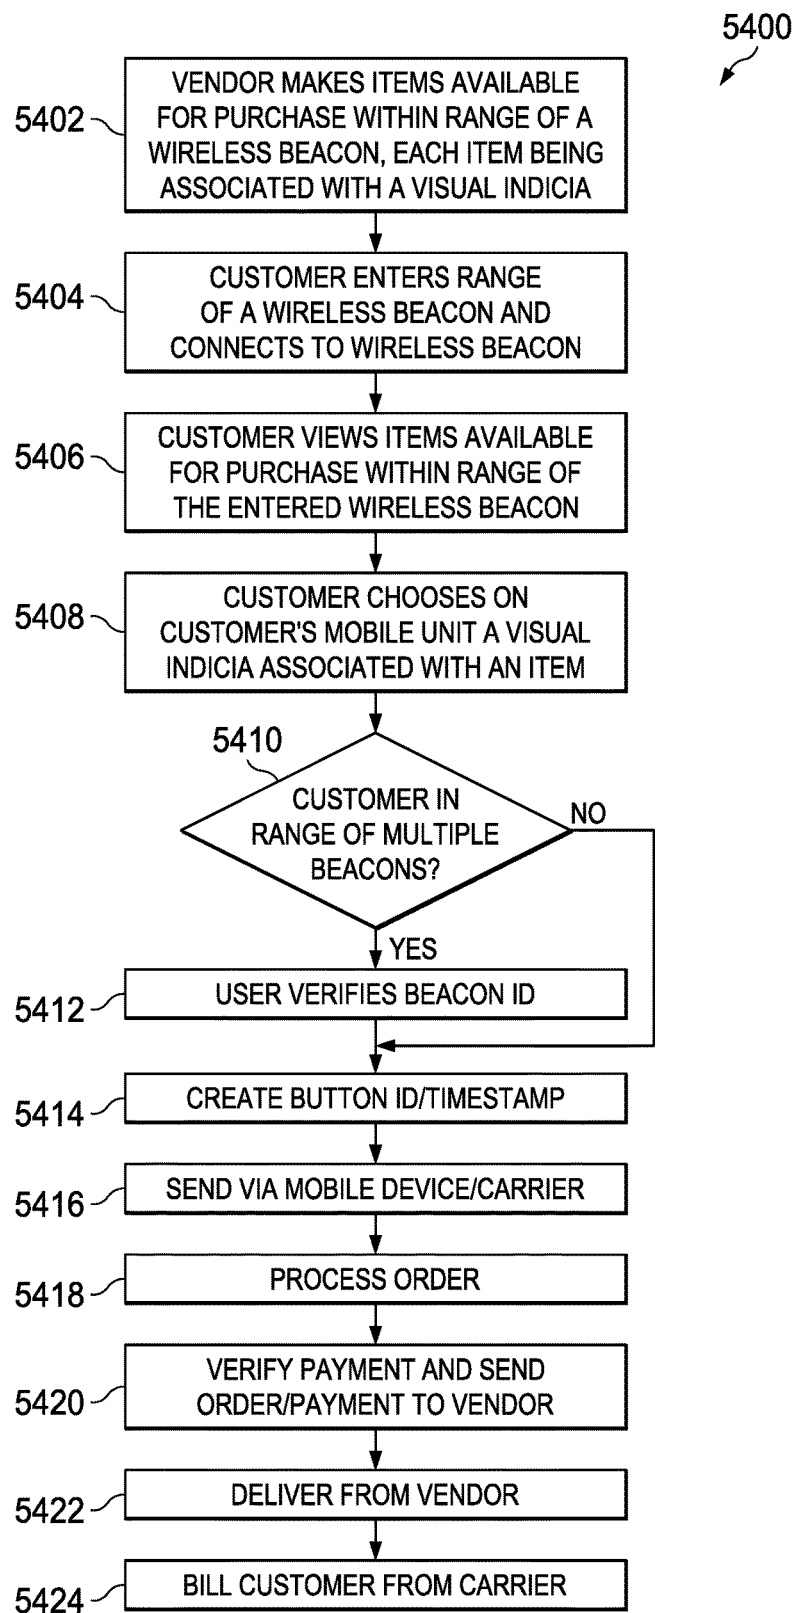 5400
5402
VENDOR MAKES ITEMS AVAILABLE
FOR PURCHASE WITHIN RANGE OF A
WIRELESS BEACON, EACH ITEM BEING
ASSOCIATED WITH A VISUAL INDICIA
5404
CUSTOMER ENTERS RANGE
OF A WIRELESS BEACON AND
CONNECTS TO WIRELESS BEACON
5406
CUSTOMER VIEWS ITEMS AVAILABLE
FOR PURCHASE WITHIN RANGE OF
THE ENTERED WIRELESS BEACON
5408
CUSTOMER CHOOSES ON
CUSTOMER'S MOBILE UNIT A VISUAL
INDICIA ASSOCIATED WITH AN ITEM
5410
CUSTOMER IN
RANGE OF MULTIPLE
BEACONS?
NO
YES
5412
USER VERIFIES BEACON ID
5414
CREATE BUTTON ID/TIMESTAMP
5416
SEND VIA MOBILE DEVICE/CARRIER
5418
PROCESS ORDER
5420
VERIFY PAYMENT AND SEND
ORDER/PAYMENT TO VENDOR
5422
DELIVER FROM VENDOR
5424
BILL CUSTOMER FROM CARRIER